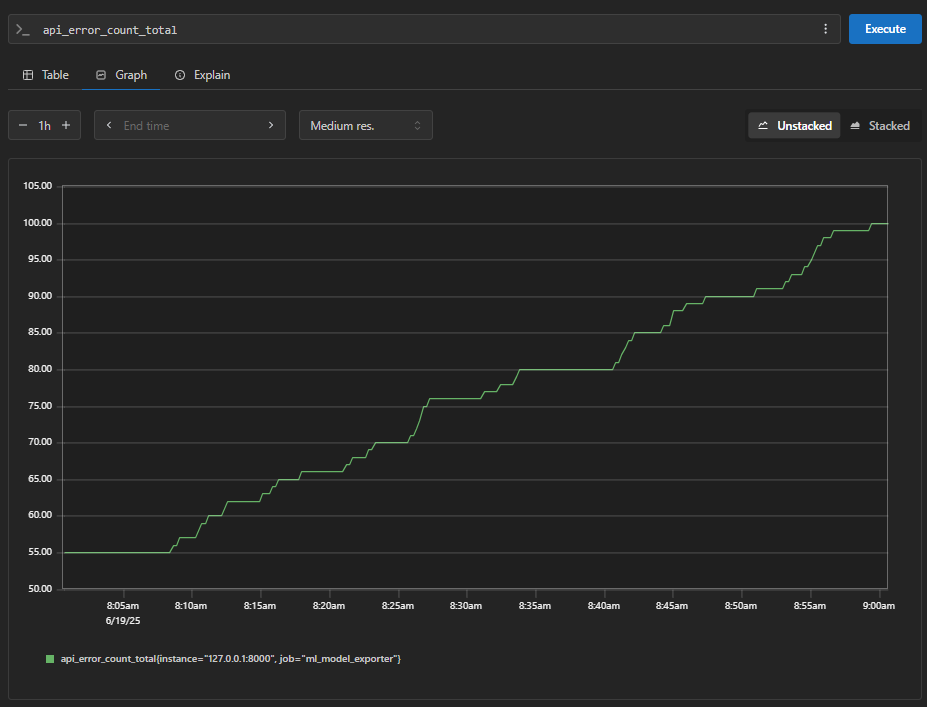 >_ api_error_count_total Execute
Table Graph Explain
− 1h + < End time > Medium res. Unstacked Stacked
105.00
100.00
95.00
90.00
85.00
80.00
75.00
70.00
65.00
60.00
55.00
50.00
8:05am 8:10am 8:15am 8:20am 8:25am 8:30am 8:35am 8:40am 8:45am 8:50am 8:55am 9:00am
6/19/25
api_error_count_total{instance="127.0.0.1:8000", job="ml_model_exporter"}